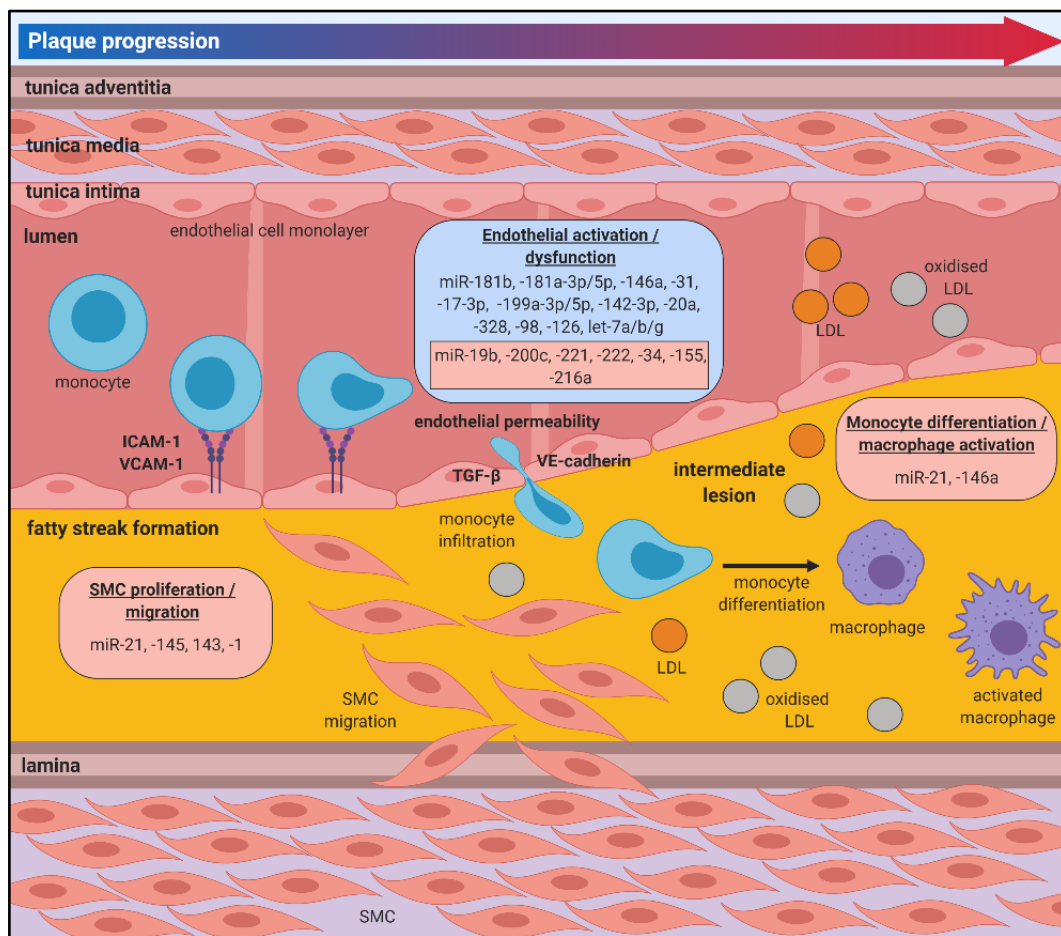 Plaque progression
tunica adventitia
tunica media
tunica intima
lumen
endothelial cell monolayer
Endothelial activation /
dysfunction
miR-181b, -181a-3p/5p, -146a, -31,
-17-3p, -199a-3p/5p, -142-3p, -20a,
-328, -98, -126, let-7a/b/g
miR-19b, -200c, -221, -222, -34, -155,
-216a
oxidised
LDL
LDL
monocyte
ICAM-1
VCAM-1
endothelial permeability
TGF-β
VE-cadherin
intermediate
lesion
Monocyte differentiation /
macrophage activation
miR-21, -146a
fatty streak formation
monocyte
infiltration
SMC proliferation /
migration
miR-21, -145, 143, -1
monocyte
differentiation
macrophage
LDL
SMC
migration
oxidised
LDL
activated
macrophage
lamina
SMC